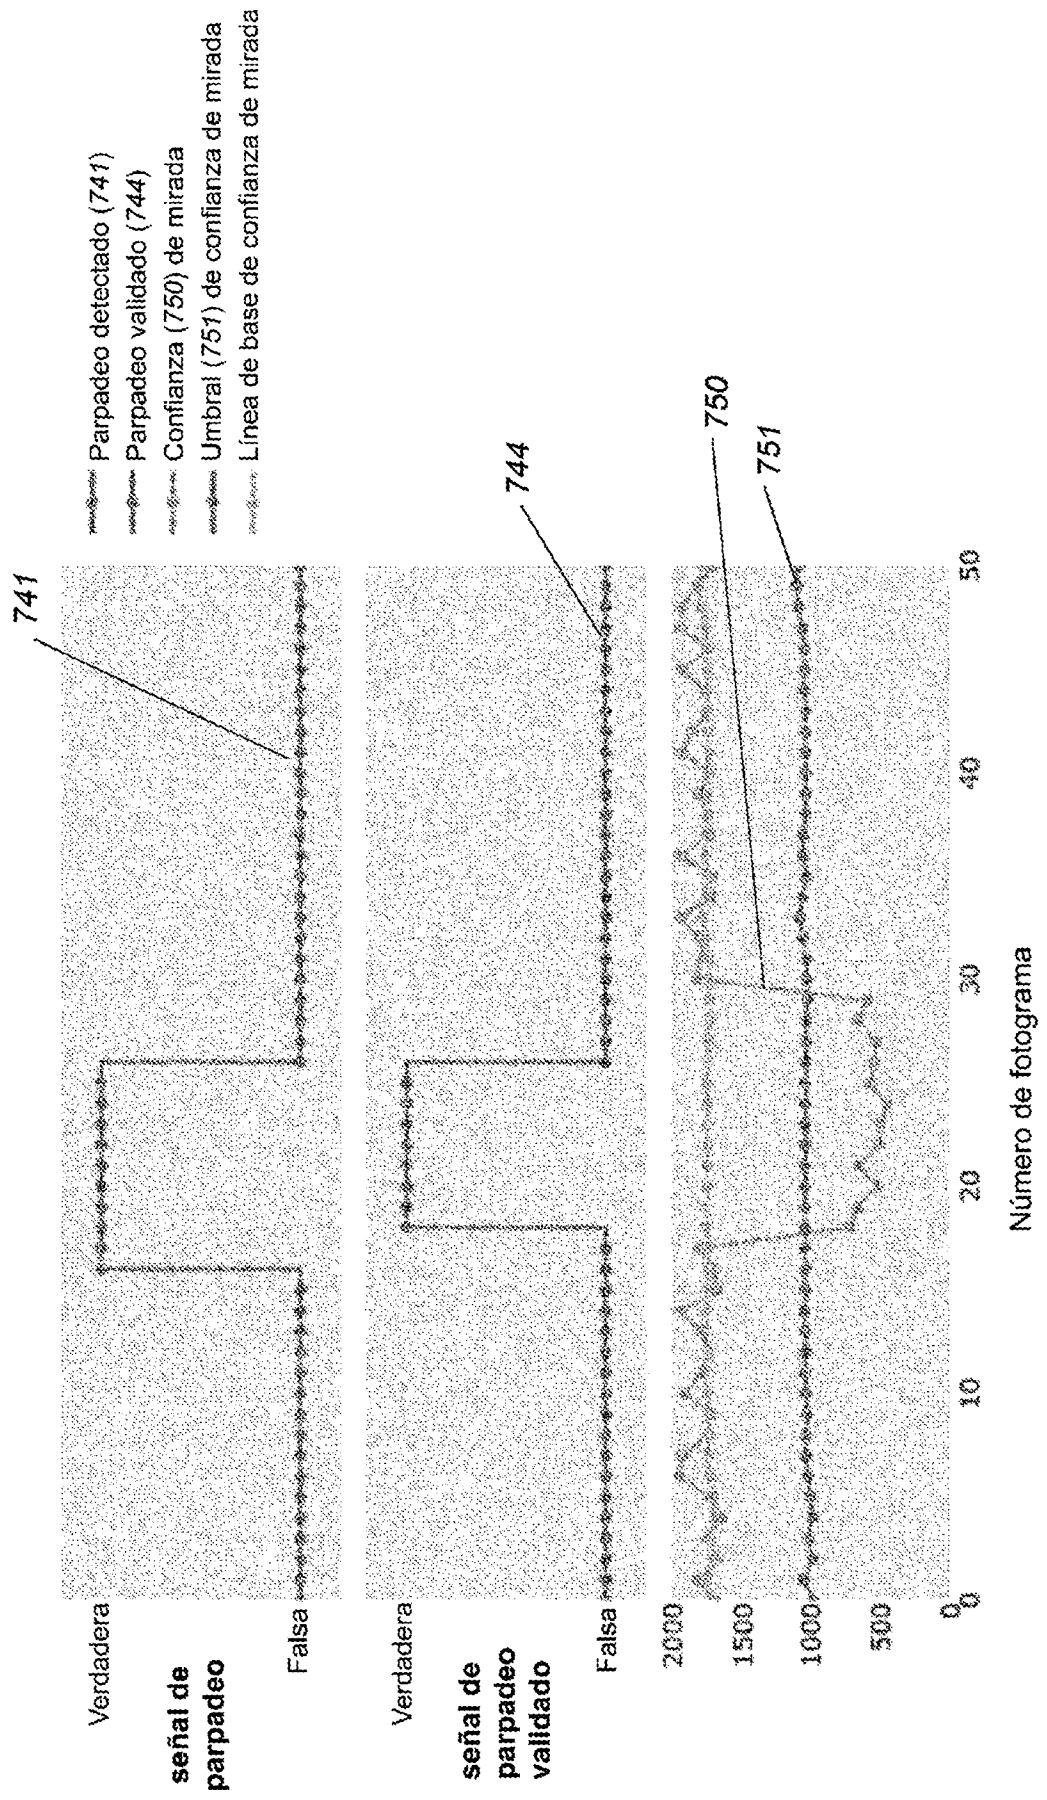 Parpadeo detectado (741)
Parpadeo validado (744)
Confianza (750) de mirada
Umbral (751) de confianza de mirada
Línea de base de confianza de mirada
741
Verdadera
señal de
parpadeo
Falsa
744
Verdadera
señal de
parpadeo
validado
Falsa
750
751
2000
1500
1000
500
0
0
10
20
30
40
50
Número de fotograma